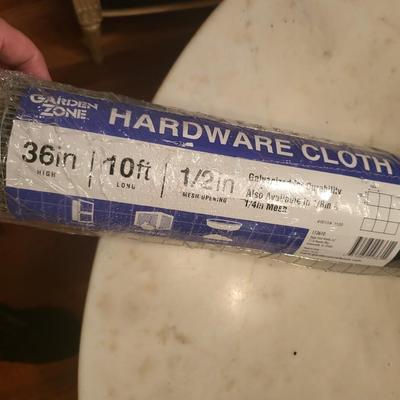 GARDEN
ZONE
HARDWARE CLOTH
36in
HIGH
10ft
LONG
1/2in
MESH OPENING
Galvanized for Durability
Also Available in 1/8in -
1/4in Mesh